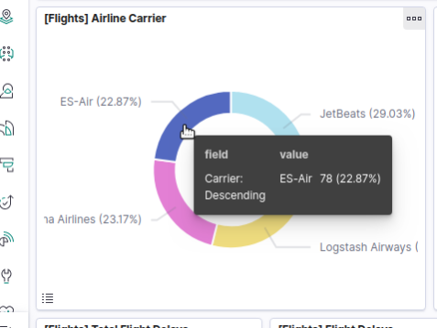 [Flights] Airline Carrier
ES-Air (22.87%)
JetBeats (29.03%)
field value
Carrier: ES-Air 78 (22.87%)
Descending
na Airlines (23.17%)
Logstash Airways (
[Flights] Total Flight Delays
[Flights] Flight Delays